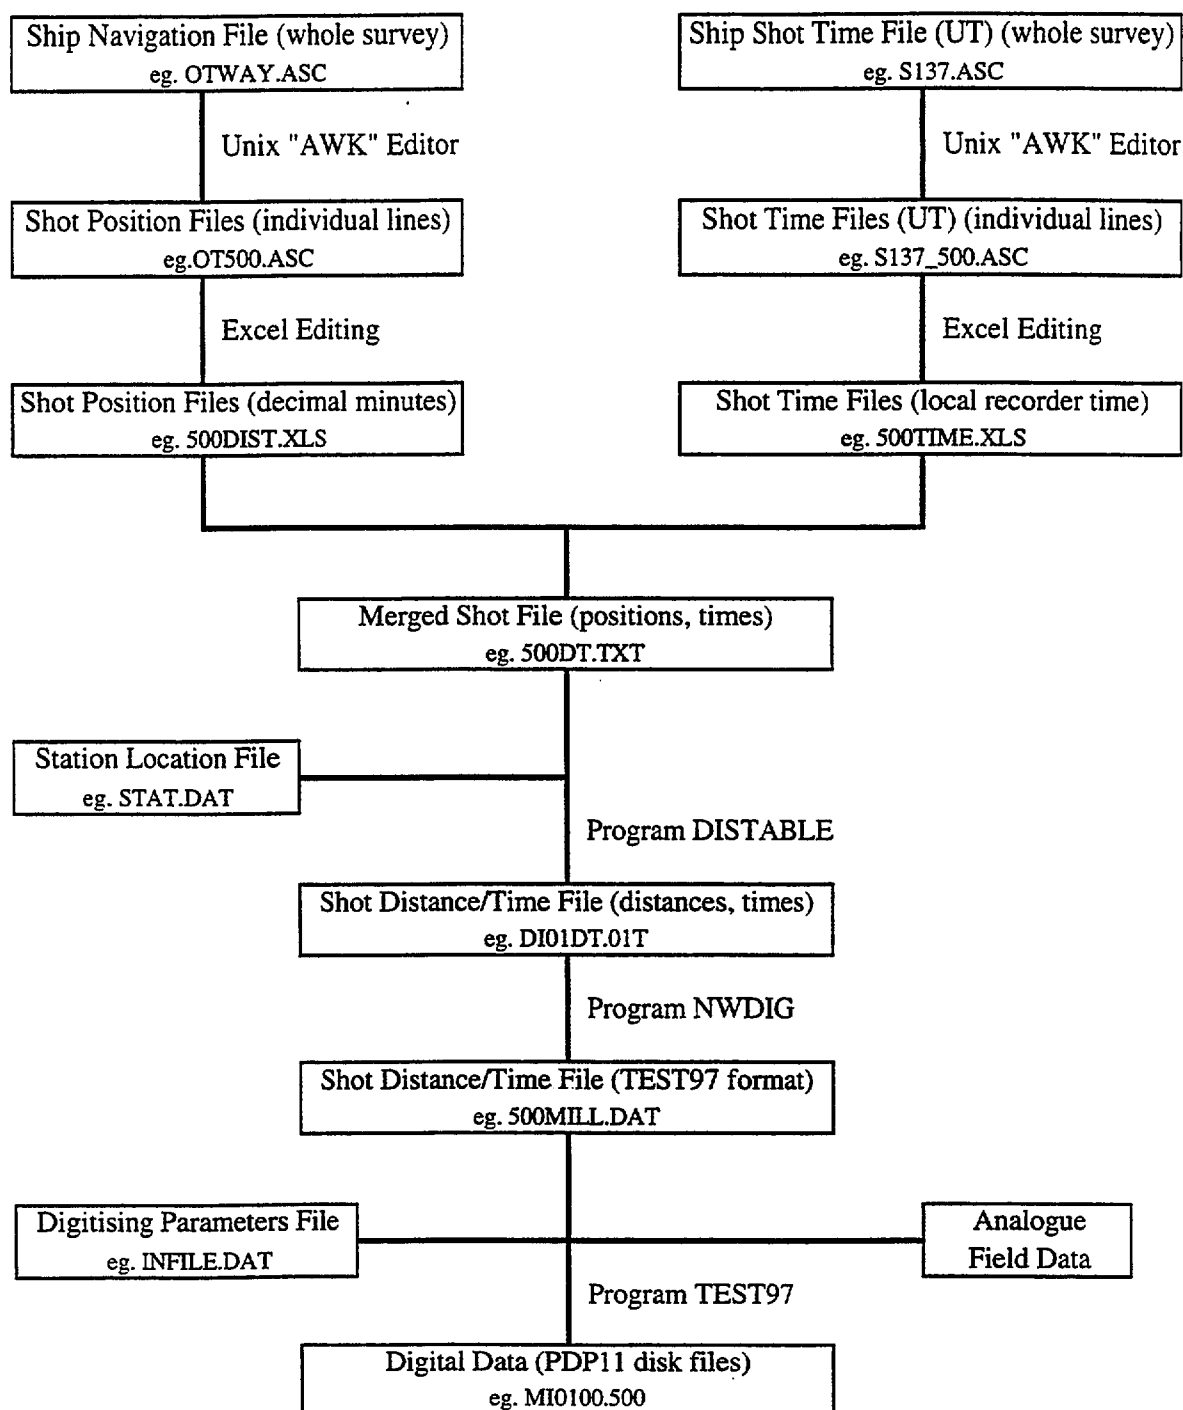 Ship Navigation File (whole survey)
eg. OTWAY.ASC
Ship Shot Time File (UT) (whole survey)
eg. S137.ASC
Unix "AWK" Editor
Unix "AWK" Editor
Shot Position Files (individual lines)
eg.OT500.ASC
Shot Time Files (UT) (individual lines)
eg. S137_500.ASC
Excel Editing
Excel Editing
Shot Position Files (decimal minutes)
eg. 500DIST.XLS
Shot Time Files (local recorder time)
eg. 500TIME.XLS
Merged Shot File (positions, times)
eg. 500DT.TXT
Station Location File
eg. STAT.DAT
Program DISTABLE
Shot Distance/Time File (distances, times)
eg. DI01DT.01T
Program NWDIG
Shot Distance/Time File (TEST97 format)
eg. 500MILL.DAT
Digitising Parameters File
eg. INFILE.DAT
Analogue
Field Data
Program TEST97
Digital Data (PDP11 disk files)
eg. MI0100.500